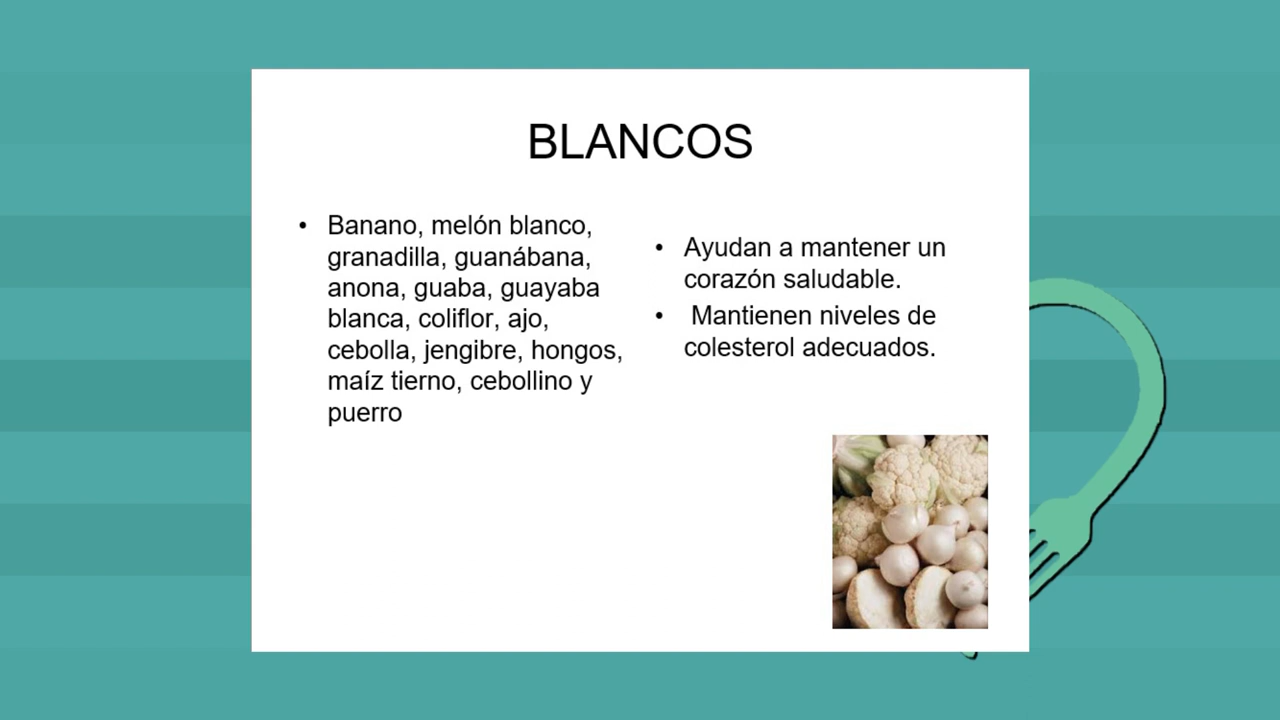 BLANCOS
• Banano, melón blanco,
granadilla, guanábana,
anona, guaba, guayaba
blanca, coliflor, ajo,
cebolla, jengibre, hongos,
maíz tierno, cebollino y
puerro
• Ayudan a mantener un
corazón saludable.
• Mantienen niveles de
colesterol adecuados.